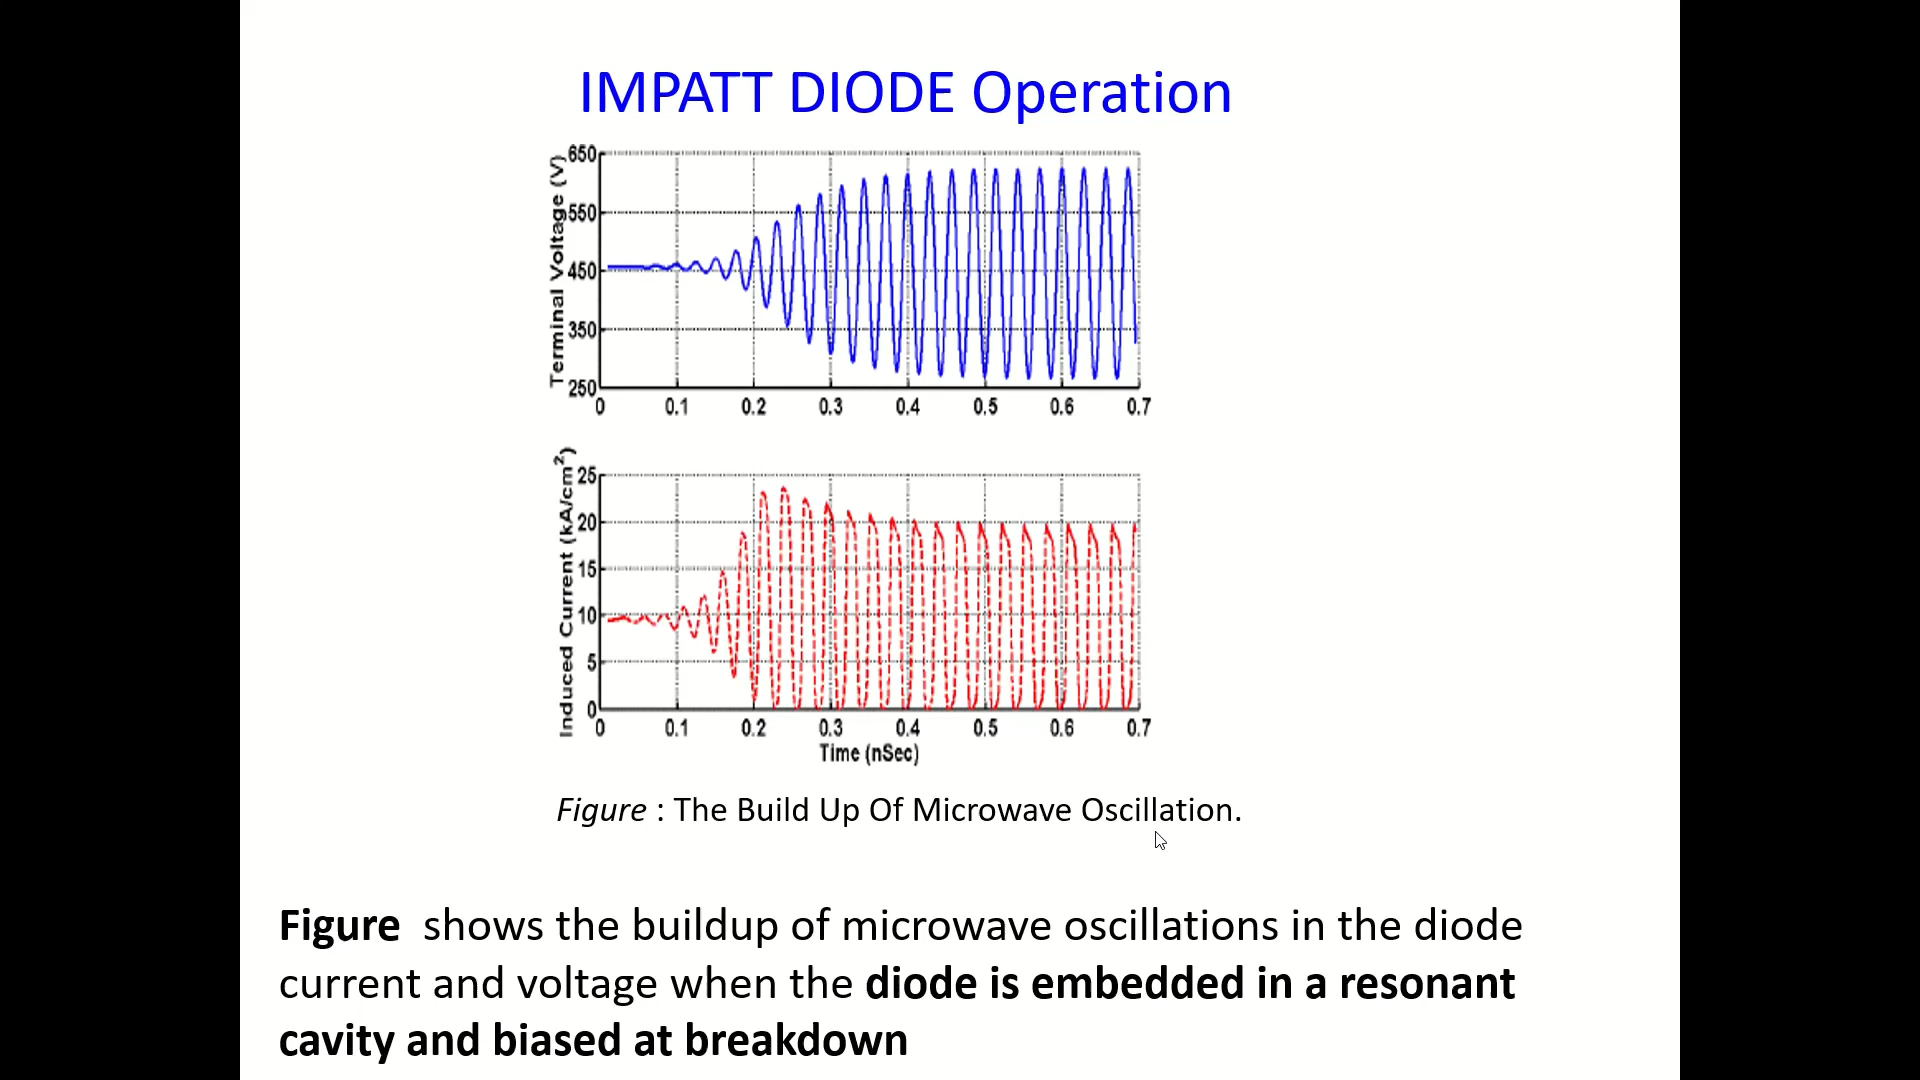 IMPATT DIODE Operation
Terminal Voltage (V)
650
550
450
350
250
0 0.1 0.2 0.3 0.4 0.5 0.6 0.7
Induced Current (kA/cm²)
25
20
15
10
5
0
0 0.1 0.2 0.3 0.4 0.5 0.6 0.7
Time (nSec)
Figure : The Build Up Of Microwave Oscillation.
Figure shows the buildup of microwave oscillations in the diode
current and voltage when the diode is embedded in a resonant
cavity and biased at breakdown